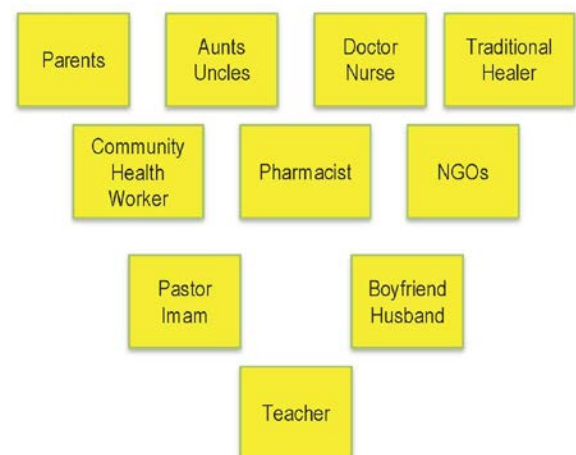 Parents
Aunts
Uncles
Doctor
Nurse
Traditional
Healer
Community
Health
Worker
Pharmacist
NGOs
Pastor
Imam
Boyfriend
Husband
Teacher